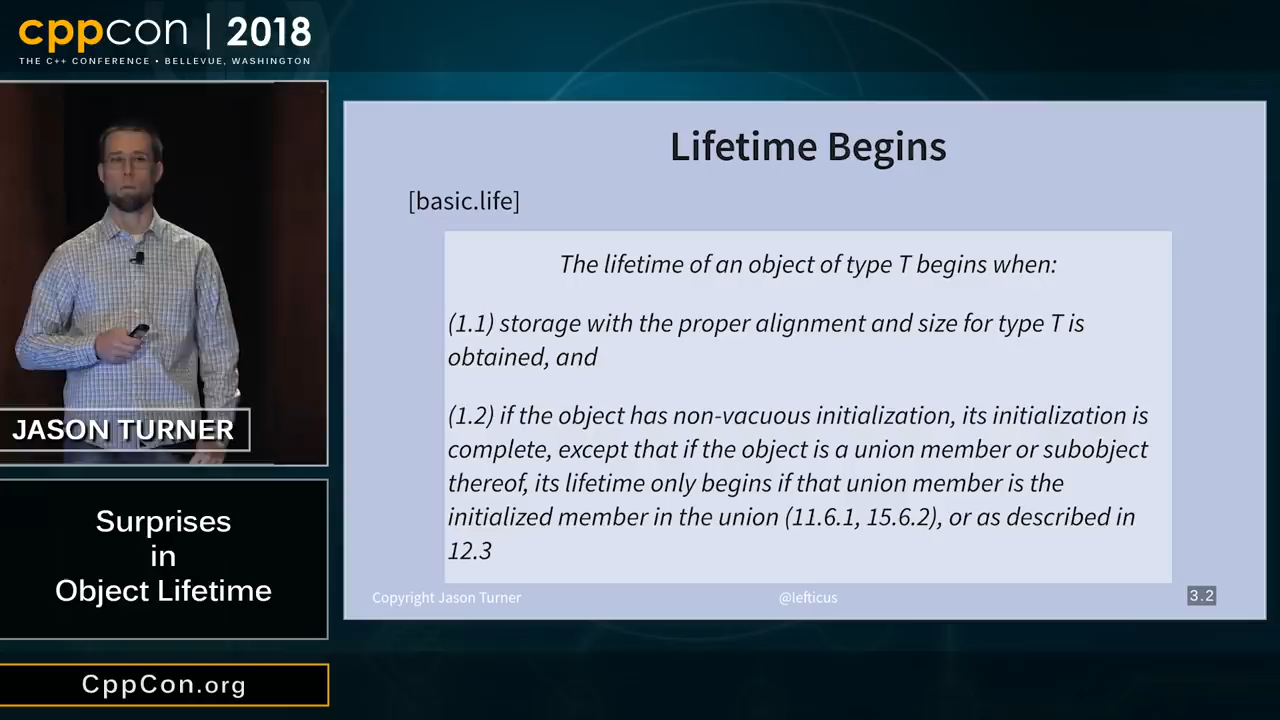 cppcon | 2018
THE C++ CONFERENCE • BELLEVUE, WASHINGTON
JASON TURNER
Surprises
in
Object Lifetime
CppCon.org
Lifetime Begins
[basic.life]
The lifetime of an object of type T begins when:
(1.1) storage with the proper alignment and size for type T is
obtained, and
(1.2) if the object has non-vacuous initialization, its initialization is
complete, except that if the object is a union member or subobject
thereof, its lifetime only begins if that union member is the
initialized member in the union (11.6.1, 15.6.2), or as described in
12.3
Copyright Jason Turner
@lefticus
3.2